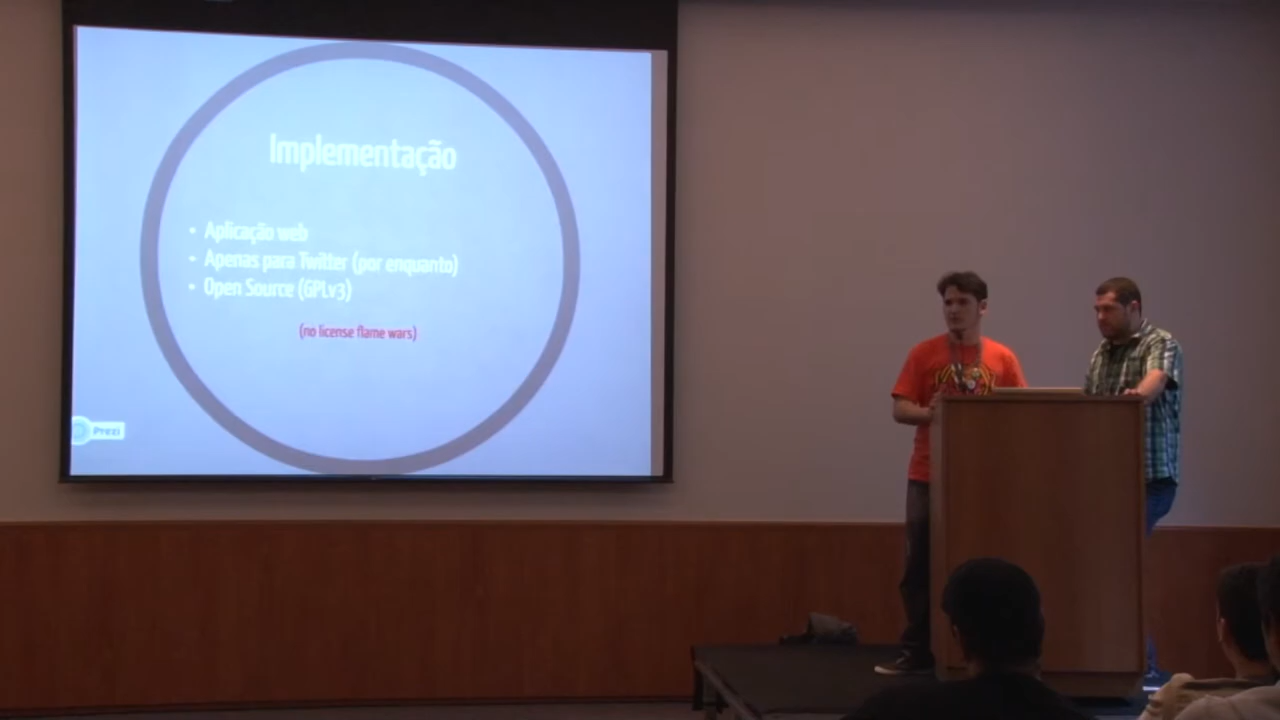 Implementação
• Aplicação web
• Apenas para Twitter (por enquanto)
• Open Source (GPLv3)
(no license flame wars)
Prezi